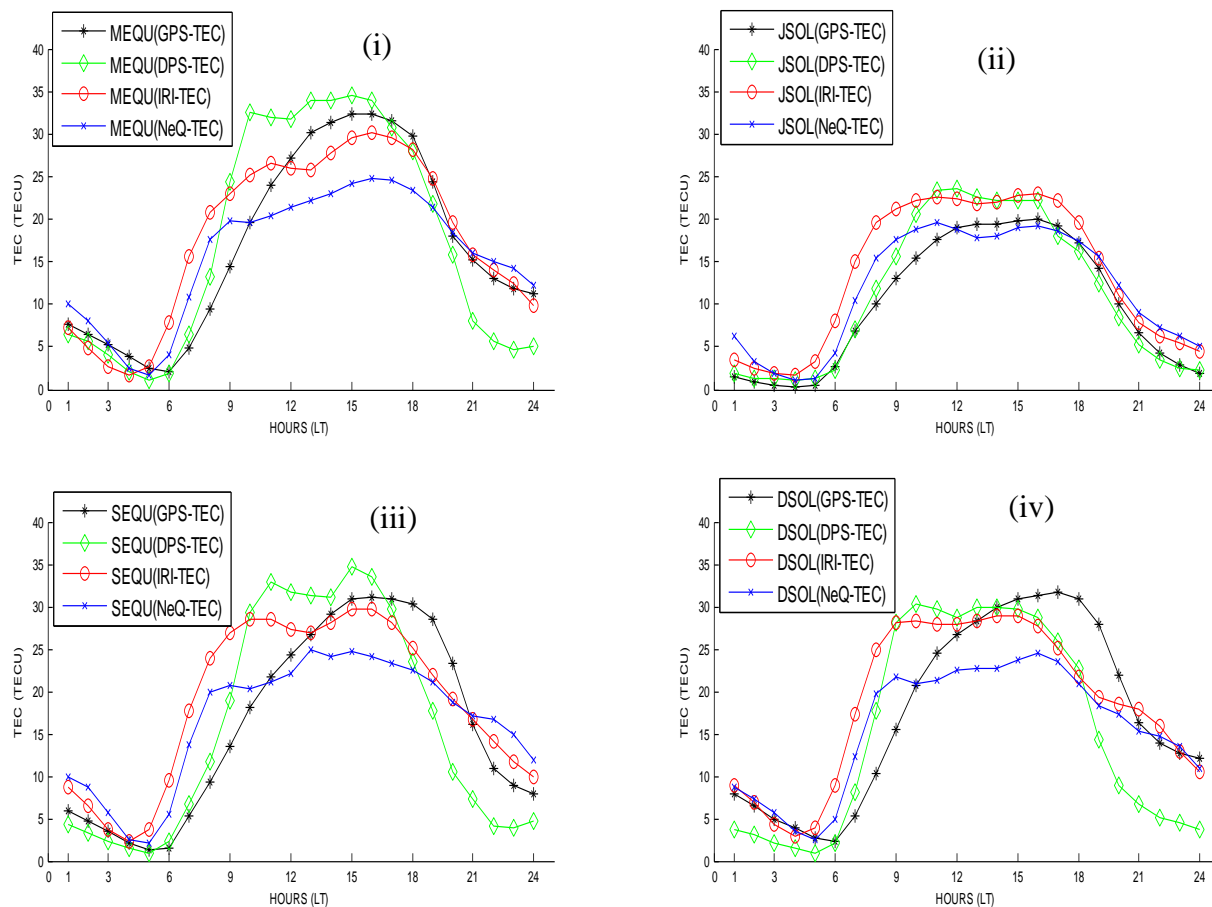 (i)
MEQU(GPS-TEC)
MEQU(DPS-TEC)
MEQU(IRI-TEC)
MEQU(NeQ-TEC)
TEC (TECU)
40
35
30
25
20
15
10
5
0
0 1 3 6 9 12 15 18 21 24
HOURS (LT)
(ii)
JSOL(GPS-TEC)
JSOL(DPS-TEC)
JSOL(IRI-TEC)
JSOL(NeQ-TEC)
TEC (TECU)
40
35
30
25
20
15
10
5
0
0 1 3 6 9 12 15 18 21 24
HOURS (LT)
(iii)
SEQU(GPS-TEC)
SEQU(DPS-TEC)
SEQU(IRI-TEC)
SEQU(NeQ-TEC)
TEC (TECU)
40
35
30
25
20
15
10
5
0
0 1 3 6 9 12 15 18 21 24
HOURS (LT)
(iv)
DSOL(GPS-TEC)
DSOL(DPS-TEC)
DSOL(IRI-TEC)
DSOL(NeQ-TEC)
TEC (TECU)
40
35
30
25
20
15
10
5
0
0 1 3 6 9 12 15 18 21 24
HOURS (LT)